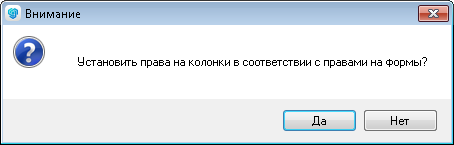 Внимание
Установить права на колонки в соответствии с правами на формы?
Да
Нет